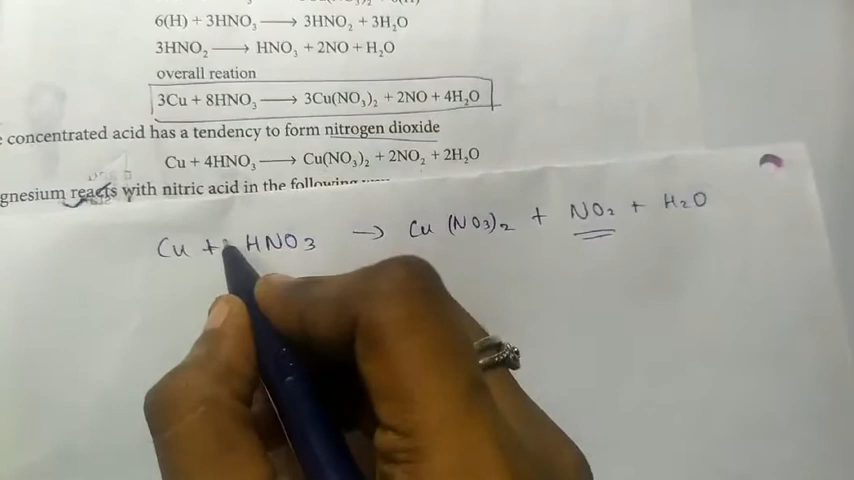 6(H) + 3HNO₃ ⟶ 3HNO₂ + 3H₂O
3HNO₂ ⟶ HNO₃ + 2NO + H₂O
overall reation
3Cu + 8HNO₃ ⟶ 3Cu(NO₃)₂ + 2NO + 4H₂O
concentrated acid has a tendency to form nitrogen dioxide
Cu + 4HNO₃ ⟶ Cu(NO₃)₂ + 2NO₂ + 2H₂O
gnesium reacts with nitric acid in the following
Cu + HNO₃ → Cu (NO₃)₂ + NO₂ + H₂O